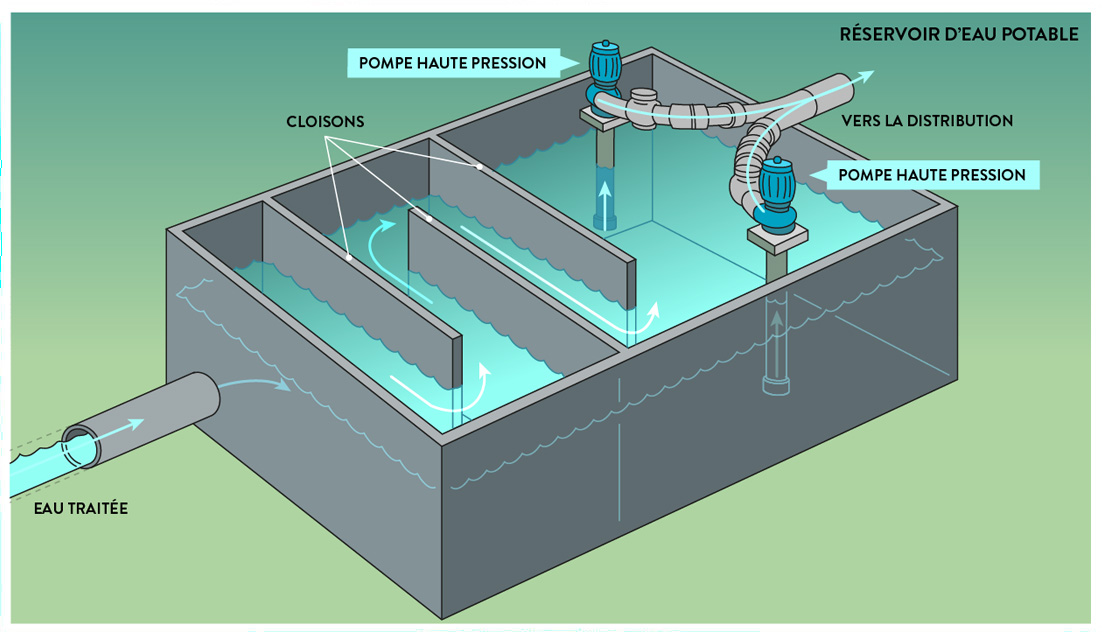 RÉSERVOIR D'EAU POTABLE
POMPE HAUTE PRESSION
CLOISONS
VERS LA DISTRIBUTION
POMPE HAUTE PRESSION
EAU TRAITÉE